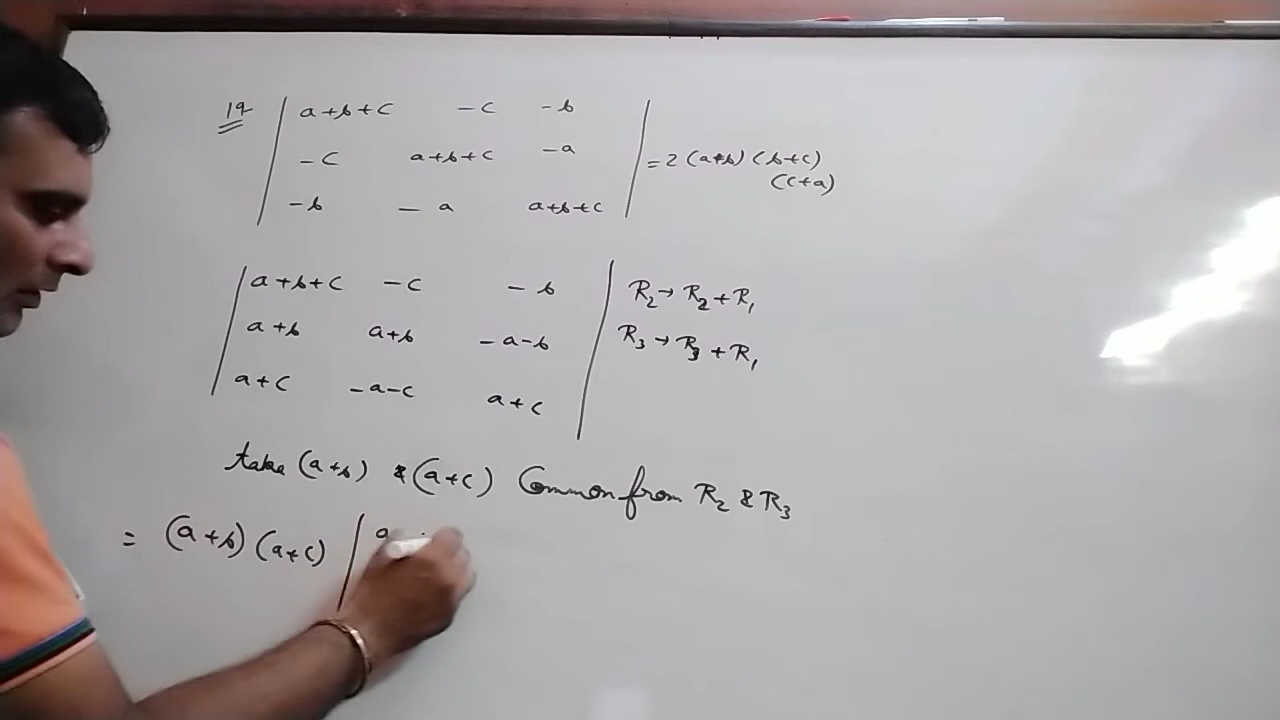 19 | a+b+c -c -b |
-c a+b+c -a = 2 (a+b) (b+c)
(c+a)
-b - a a+b+c
| a+b+c -c - b | R₂→ R₂+R₁
a+b a+b -a-b R₃→R₃+R₁
a+c -a-c a+c
take (a+b) & (a+c) Common from R₂ & R₃
= (a+b) (a+c) | a